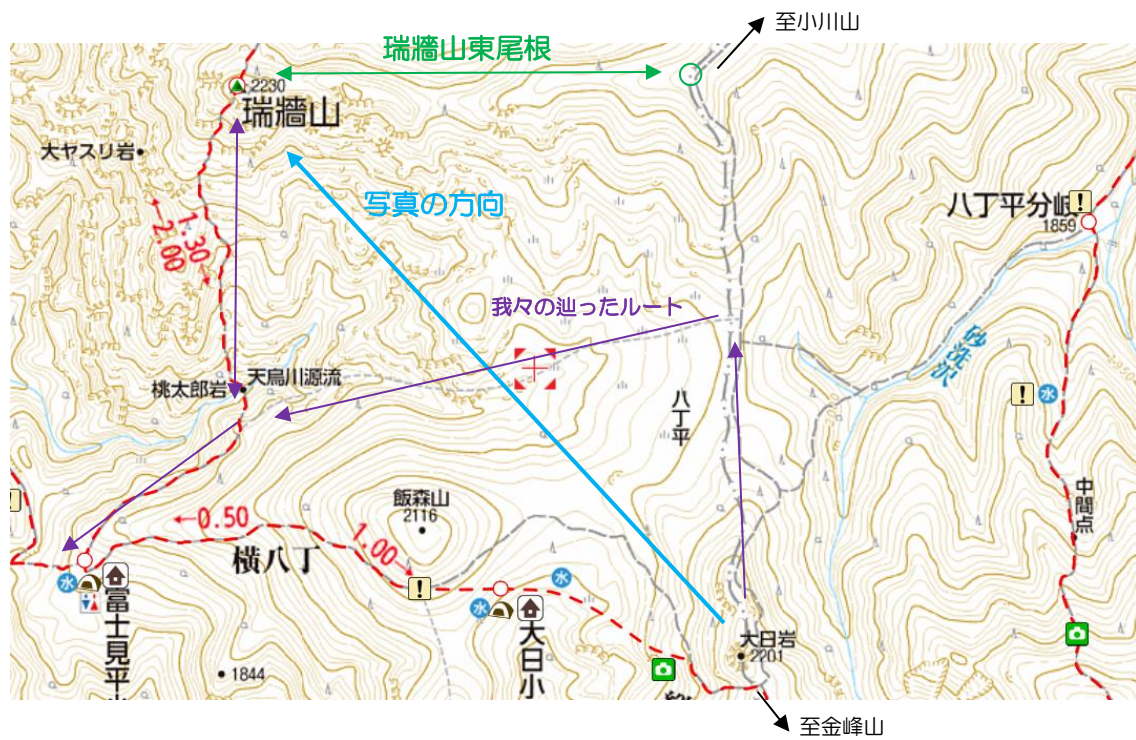 至小川山
瑞牆山東尾根
2230
瑞牆山
大ヤスリ岩
写真の方向
八丁平分岐
1859
1.30
2.00
我々の辿ったルート
砂洗沢
天鳥川源流
桃太郎岩
八丁平
飯森山
2116
中間点
0.50
横八丁
1.00
水
水
水
水
富士見平
大日小
大日岩
2201
1844
至金峰山